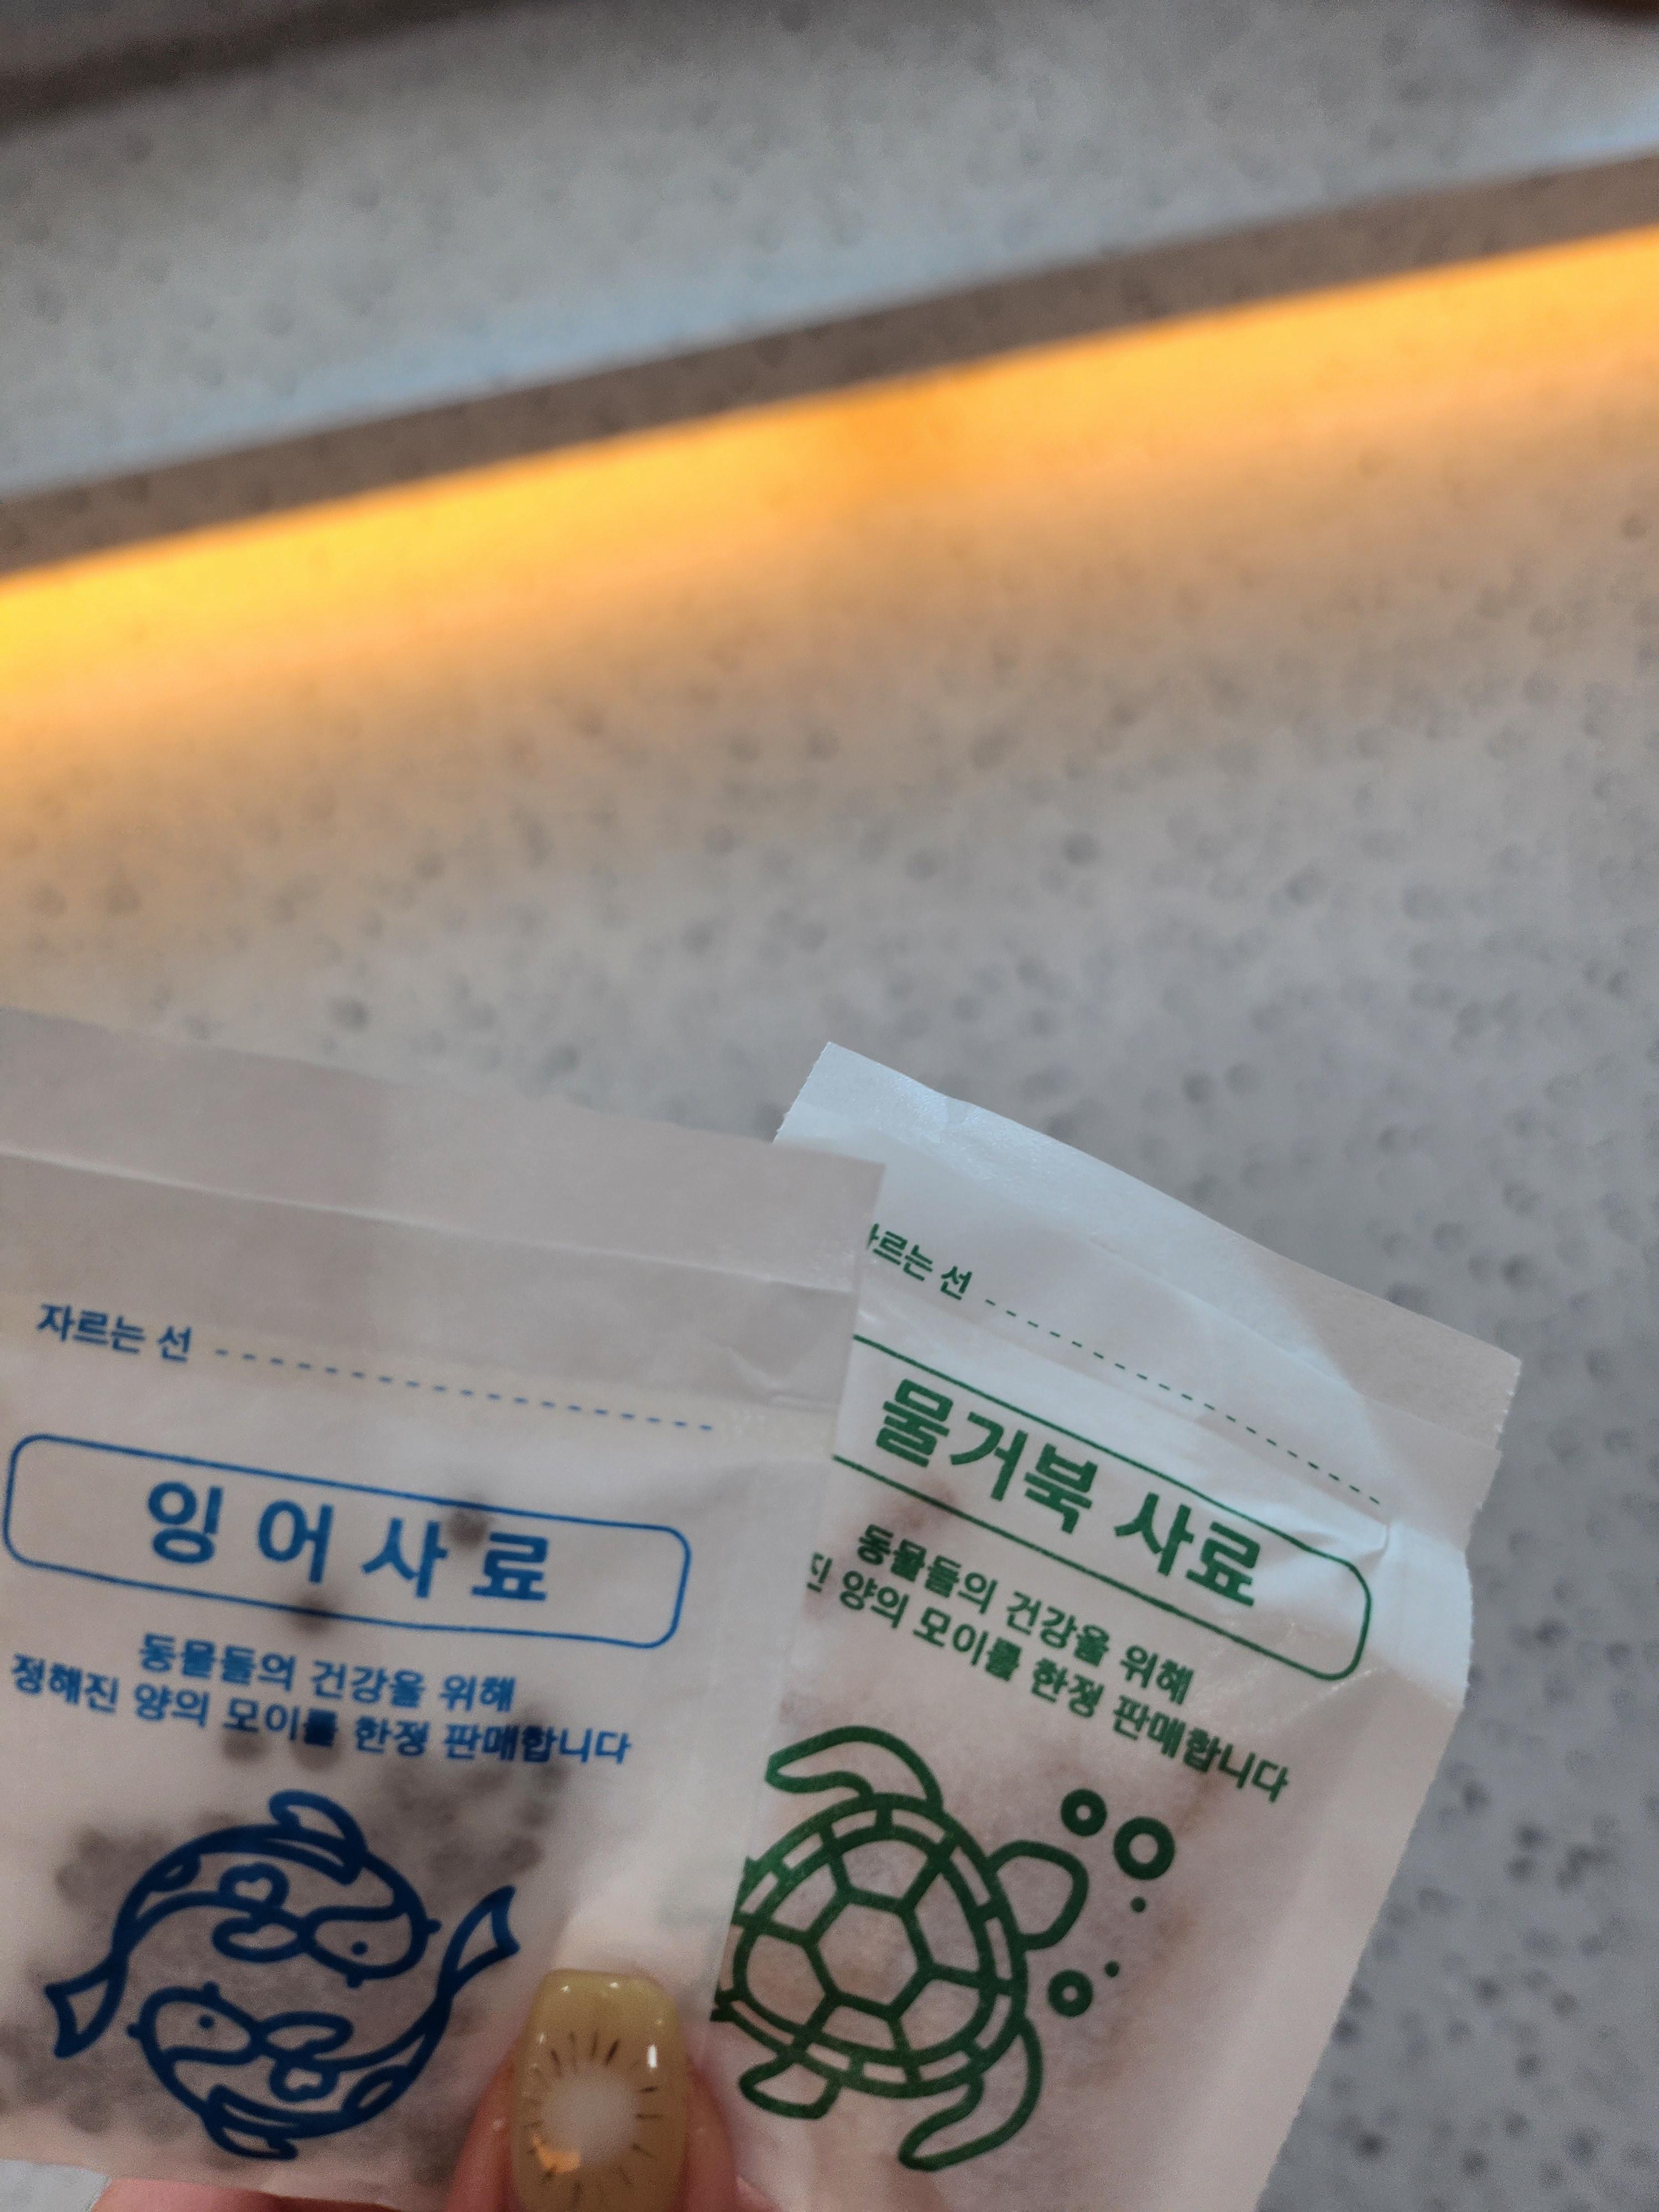 자르는 선
잉어사료
동물들의 건강을 위해
정해진 양의 모이를 한정 판매합니다
자르는 선
물거북 사료
동물들의 건강을 위해
진 양의 모이를 한정 판매합니다